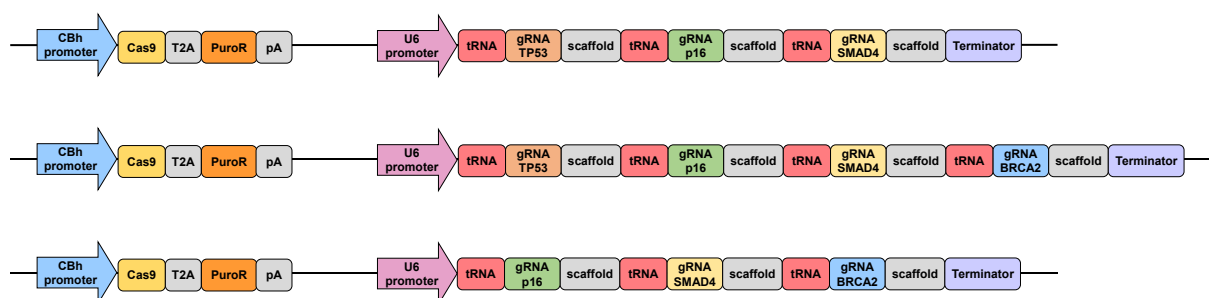 CBh
promoter
Cas9 T2A PuroR pA
U6
promoter
tRNA
gRNA
TP53
scaffold tRNA
gRNA
p16
scaffold tRNA
gRNA
SMAD4
scaffold Terminator
CBh
promoter
Cas9 T2A PuroR pA
U6
promoter
tRNA
gRNA
TP53
scaffold tRNA
gRNA
p16
scaffold tRNA
gRNA
SMAD4
scaffold tRNA
gRNA
BRCA2
scaffold Terminator
CBh
promoter
Cas9 T2A PuroR pA
U6
promoter
tRNA
gRNA
p16
scaffold tRNA
gRNA
SMAD4
scaffold tRNA
gRNA
BRCA2
scaffold Terminator